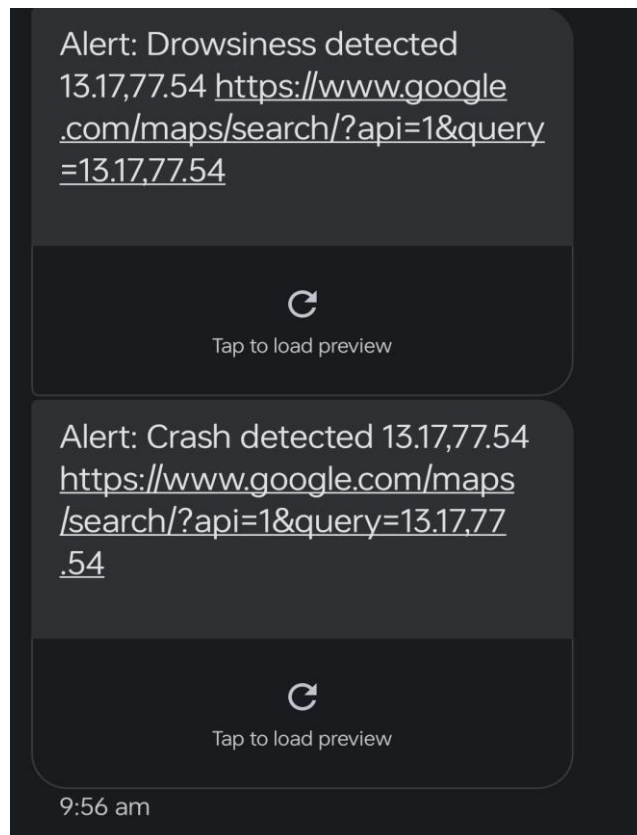 Alert: Drowsiness detected
13.17,77.54 https://www.google
.com/maps/search/?api=1&query
=13.17,77.54
Tap to load preview
Alert: Crash detected 13.17,77.54
https://www.google.com/maps
/search/?api=1&query=13.17,77
.54
Tap to load preview
9:56 am